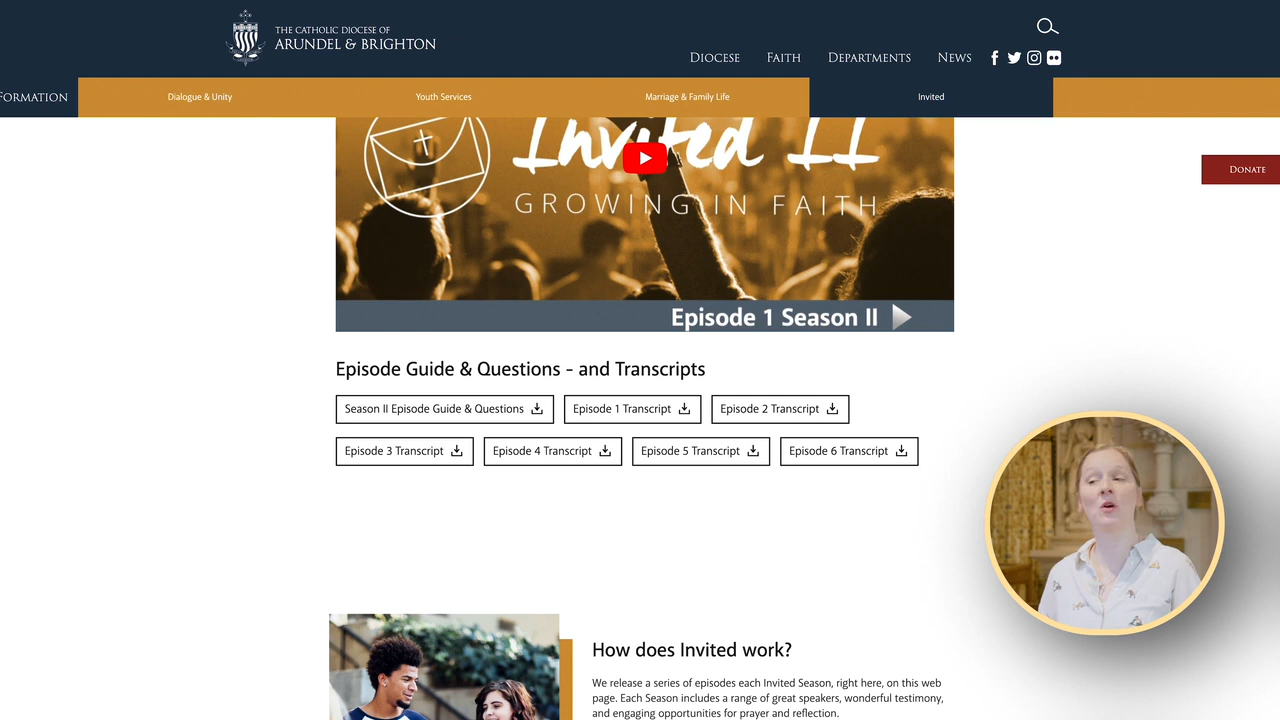 THE CATHOLIC DIOCESE OF
ARUNDEL & BRIGHTON
DIOCESE FAITH DEPARTMENTS NEWS
FORMATION Dialogue & Unity Youth Services Marriage & Family Life Invited
Invited II
GROWING IN FAITH
DONATE
Episode 1 Season II
Episode Guide & Questions - and Transcripts
Season II Episode Guide & Questions Episode 1 Transcript Episode 2 Transcript
Episode 3 Transcript Episode 4 Transcript Episode 5 Transcript Episode 6 Transcript
How does Invited work?
We release a series of episodes each Invited Season, right here, on this web
page. Each Season includes a range of great speakers, wonderful testimony,
and engaging opportunities for prayer and reflection.